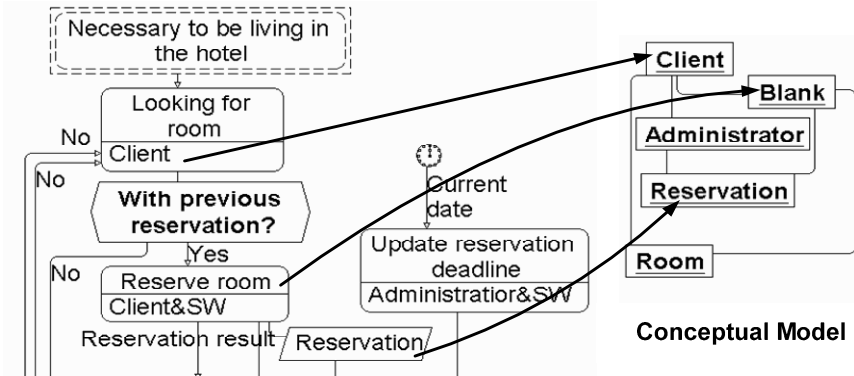 Necessary to be living in
the hotel
Looking for
room
Client
No
No
With previous
reservation?
Yes
No
Reserve room
Client&SW
Reservation result
Reservation
Current
date
Update reservation
deadline
Administratior&SW
Client
Blank
Administrator
Reservation
Room
Conceptual Model